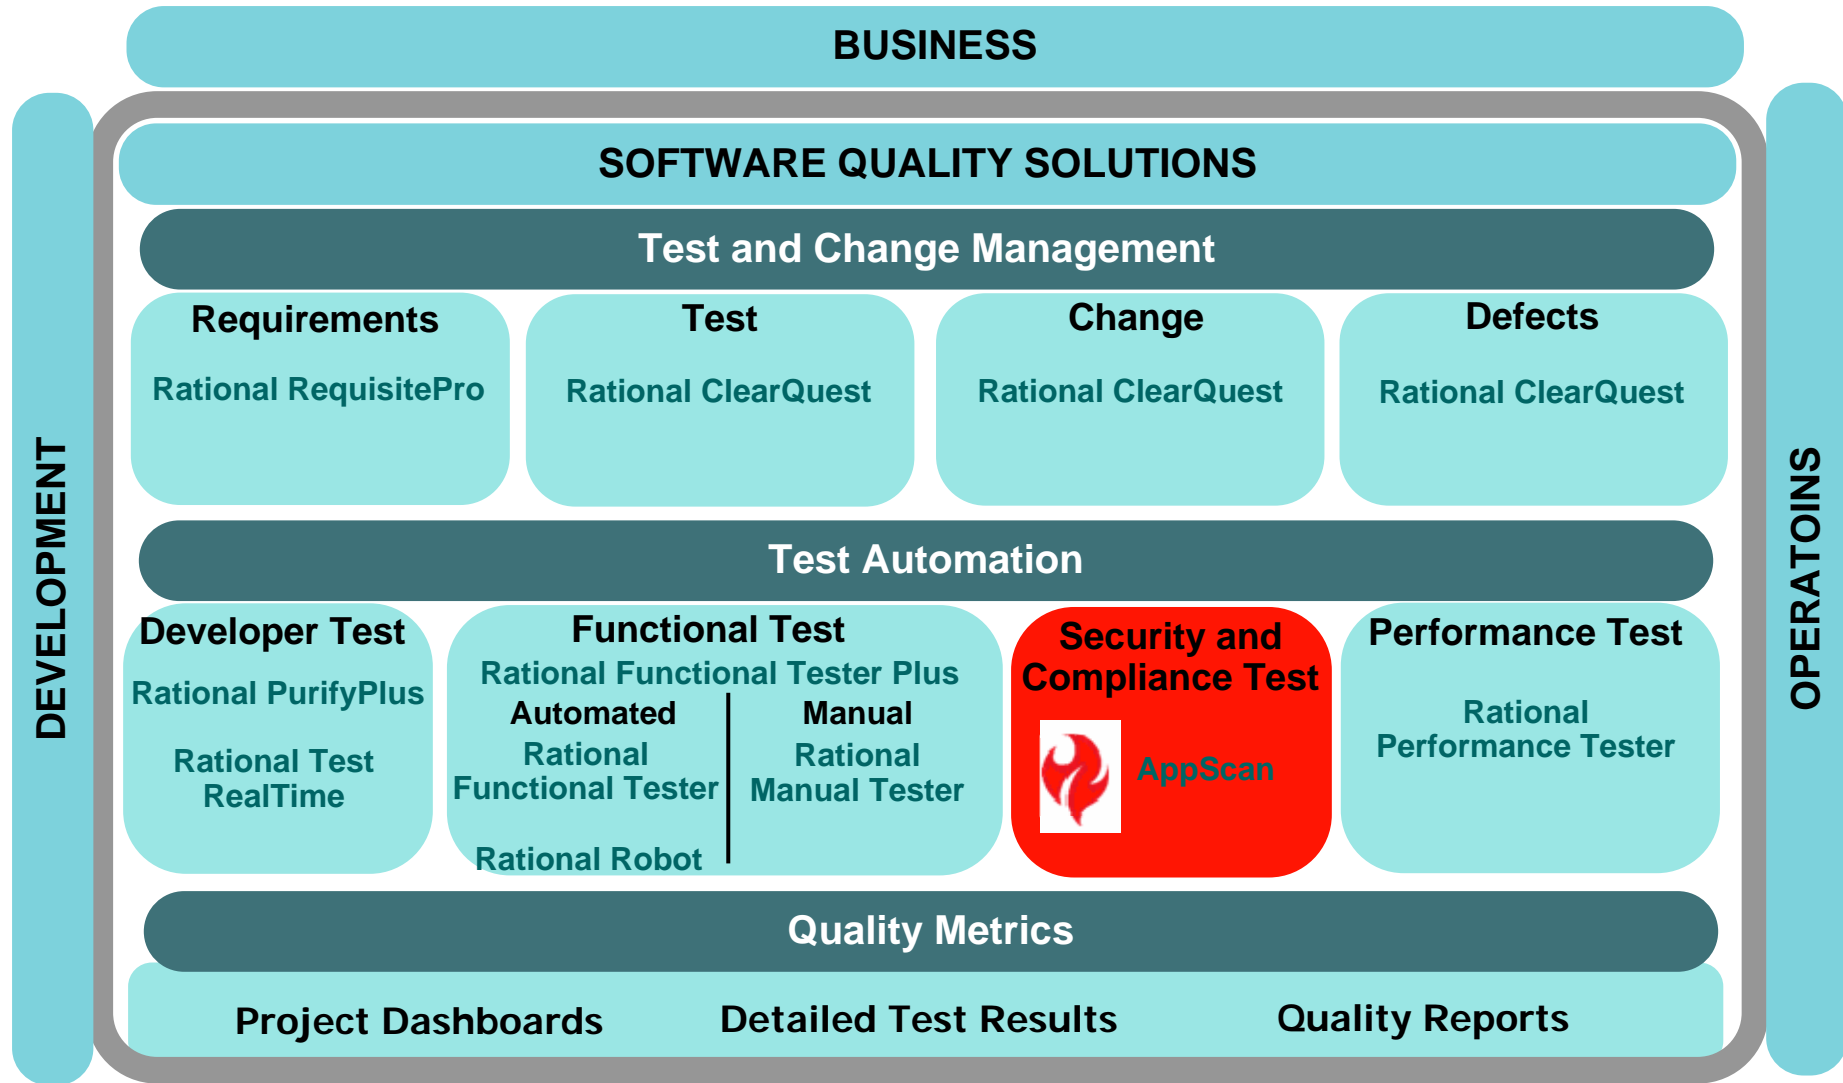 BUSINESS
DEVELOPMENT
OPERATOINS
SOFTWARE QUALITY SOLUTIONS
Test and Change Management
Requirements
Rational RequisitePro
Test
Rational ClearQuest
Change
Rational ClearQuest
Defects
Rational ClearQuest
Test Automation
Developer Test
Rational PurifyPlus
Rational Test
RealTime
Functional Test
Rational Functional Tester Plus
Automated
Rational
Functional Tester
Rational Robot
Manual
Rational
Manual Tester
Security and
Compliance Test
AppScan
Performance Test
Rational
Performance Tester
Quality Metrics
Project Dashboards
Detailed Test Results
Quality Reports